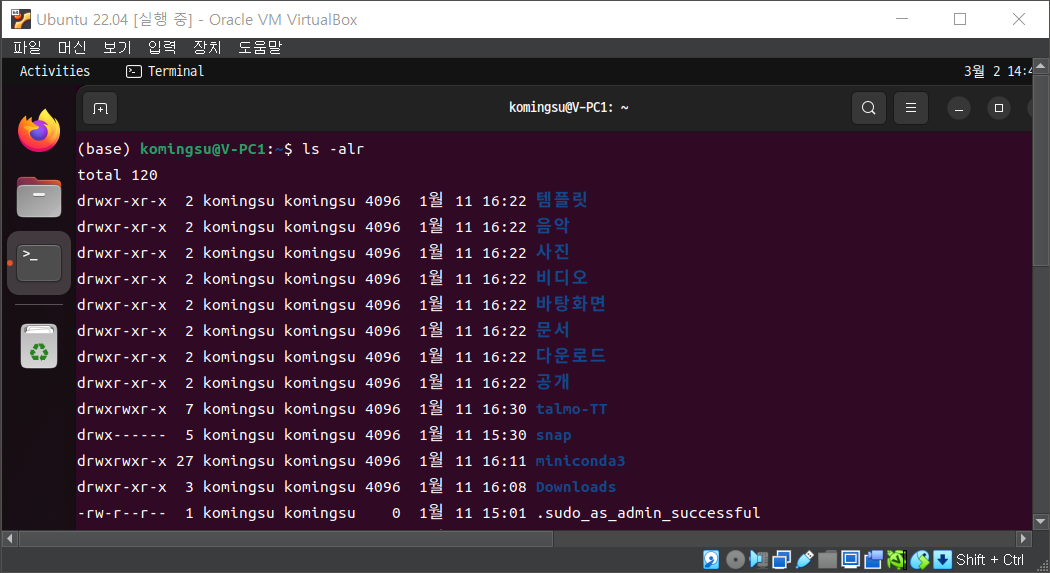 Ubuntu 22.04 [실행 중] - Oracle VM VirtualBox
파일 머신 보기 입력 장치 도움말
Activities Terminal 3월 2 14:4
komingsu@V-PC1: ~
(base) komingsu@V-PC1:~$ ls -alr
total 120
drwxr-xr-x 2 komingsu komingsu 4096 1월 11 16:22 템플릿
drwxr-xr-x 2 komingsu komingsu 4096 1월 11 16:22 음악
drwxr-xr-x 2 komingsu komingsu 4096 1월 11 16:22 사진
drwxr-xr-x 2 komingsu komingsu 4096 1월 11 16:22 비디오
drwxr-xr-x 2 komingsu komingsu 4096 1월 11 16:22 바탕화면
drwxr-xr-x 2 komingsu komingsu 4096 1월 11 16:22 문서
drwxr-xr-x 2 komingsu komingsu 4096 1월 11 16:22 다운로드
drwxr-xr-x 2 komingsu komingsu 4096 1월 11 16:22 공개
drwxrwxr-x 7 komingsu komingsu 4096 1월 11 16:30 talmo-TT
drwx------ 5 komingsu komingsu 4096 1월 11 15:30 snap
drwxrwxr-x 27 komingsu komingsu 4096 1월 11 16:11 miniconda3
drwxr-xr-x 3 komingsu komingsu 4096 1월 11 16:08 Downloads
-rw-r--r-- 1 komingsu komingsu 0 1월 11 15:01 .sudo_as_admin_successful
Shift + Ctrl